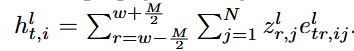 h^l_{t,i} = \sum_{r=w-\frac{M}{2}}^{w+\frac{M}{2}} \sum_{j=1}^{N} z^l_{r,j} e^l_{tr,ij}.